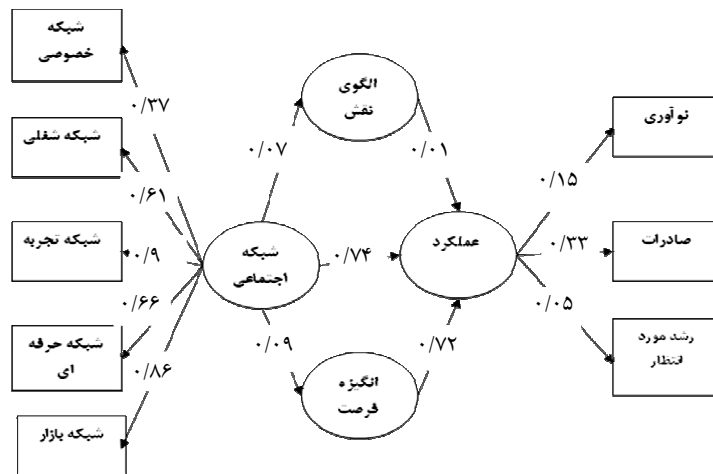 شبکه
خصوصی
۰/۳۷
شبکه شغلی
۰/۶۱
شبکه تجربه
۰/۹
شبکه حرفه
ای
۰/۶۶
شبکه بازار
۰/۸۶
شبکه
اجتماعی
۰/۰۷
۰/۷۴
۰/۰۹
الگوی
نقش
۰/۰۱
انگیزه
فرصت
۰/۷۲
عملکرد
۰/۱۵
۰/۳۳
۰/۰۵
نوآوری
صادرات
رشد مورد
انتظار